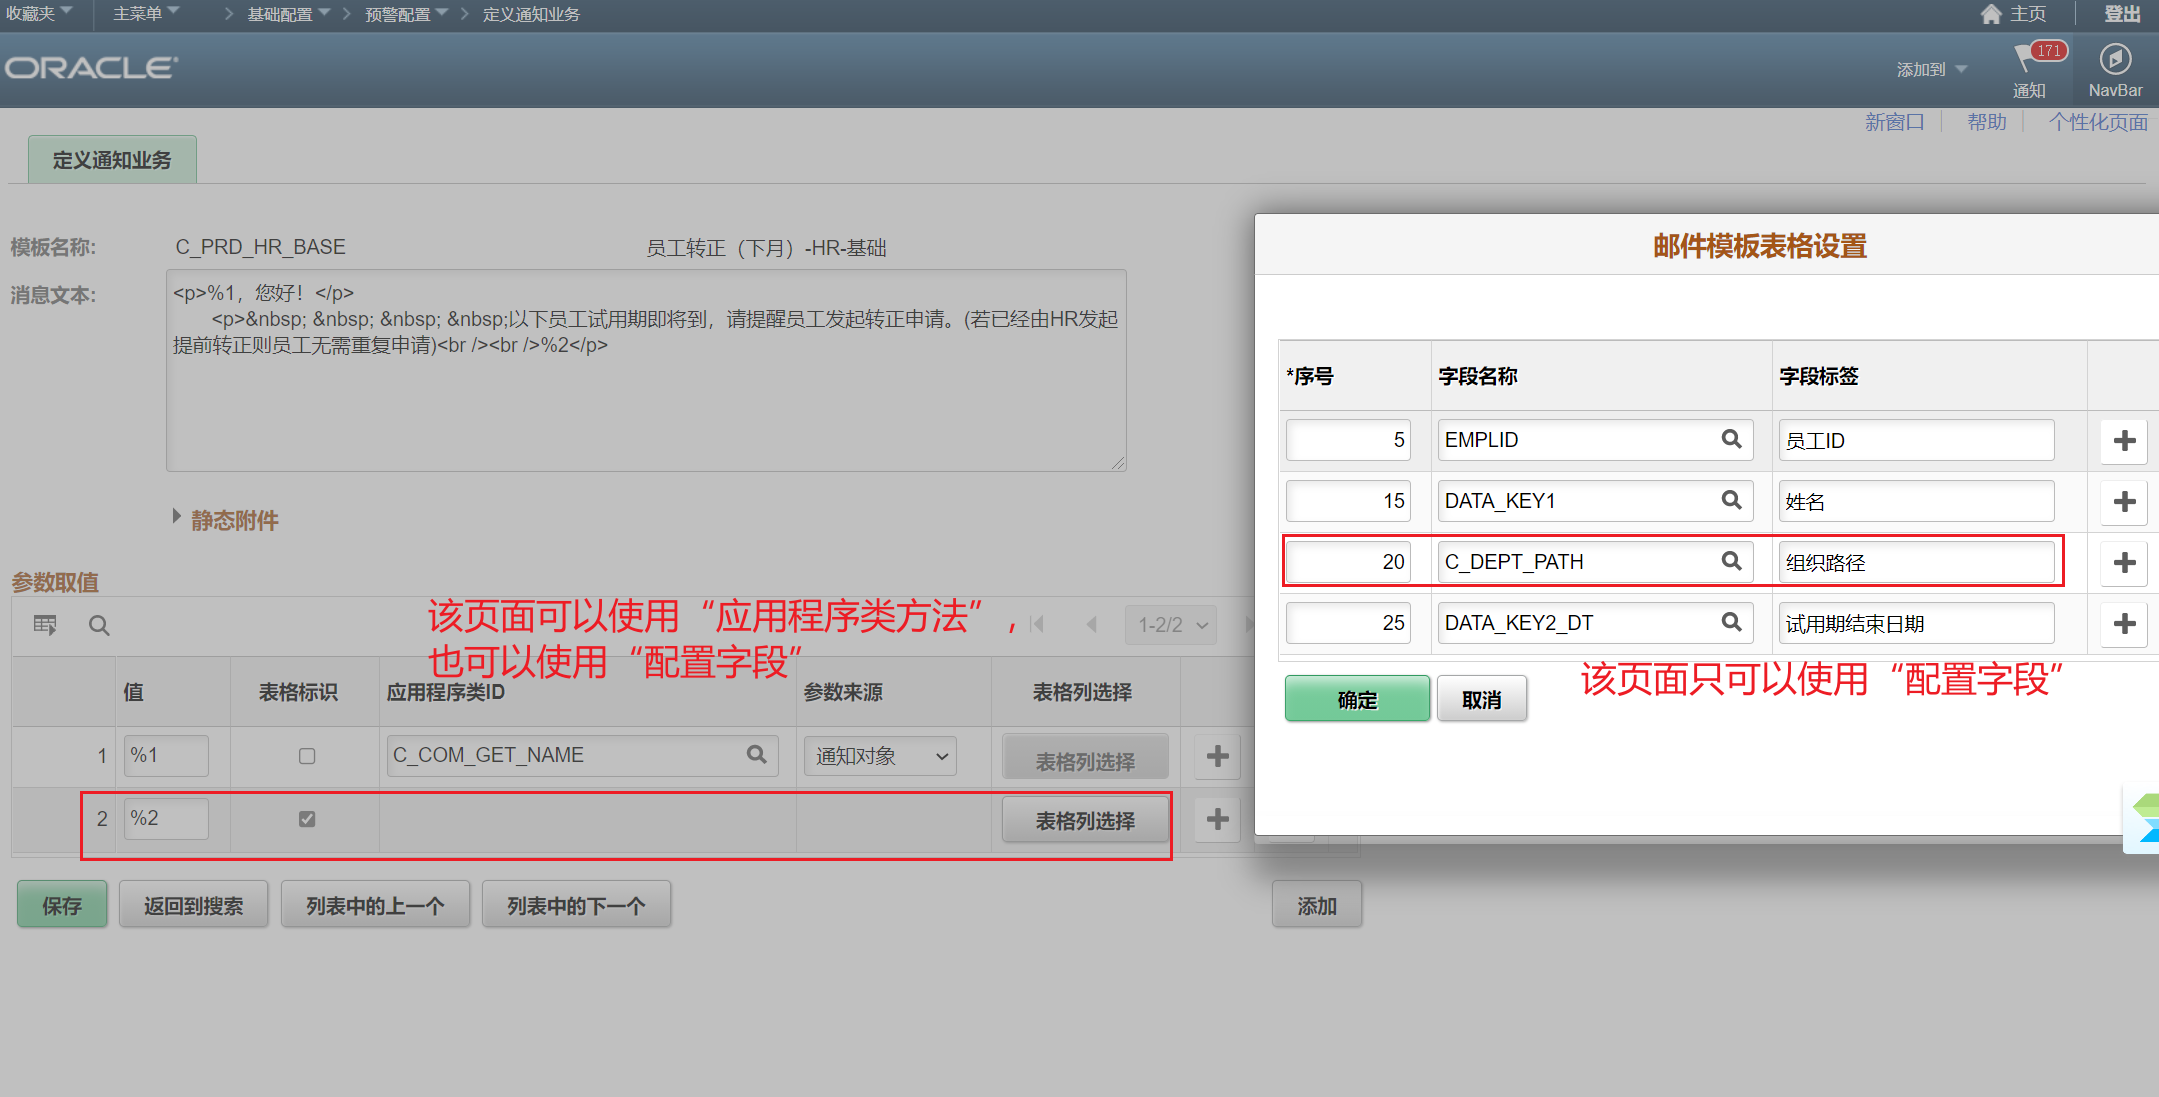 收藏夹 主菜单 > 基础配置 > 预警配置 > 定义通知业务 主页 登出
ORACLE
添加到 171 通知 NavBar
新窗口 帮助 个性化页面
定义通知业务
模板名称: C_PRD_HR_BASE 员工转正（下月）-HR-基础
消息文本:
<p>%1，您好！</p>
<p>&nbsp; &nbsp; &nbsp; &nbsp;以下员工试用期即将到，请提醒员工发起转正申请。(若已经由HR发起
提前转正则员工无需重复申请)<br /><br />%2</p>
静态附件
参数取值
该页面可以使用“应用程序类方法”，
也可以使用“配置字段”
1-2/2
值 表格标识 应用程序类ID 参数来源 表格列选择
1 %1 C_COM_GET_NAME 通知对象 表格列选择
2 %2 表格列选择
保存 返回到搜索 列表中的上一个 列表中的下一个 添加
邮件模板表格设置
*序号 字段名称 字段标签
5 EMPLID 员工ID
15 DATA_KEY1 姓名
20 C_DEPT_PATH 组织路径
25 DATA_KEY2_DT 试用期结束日期
该页面只可以使用“配置字段”
确定 取消